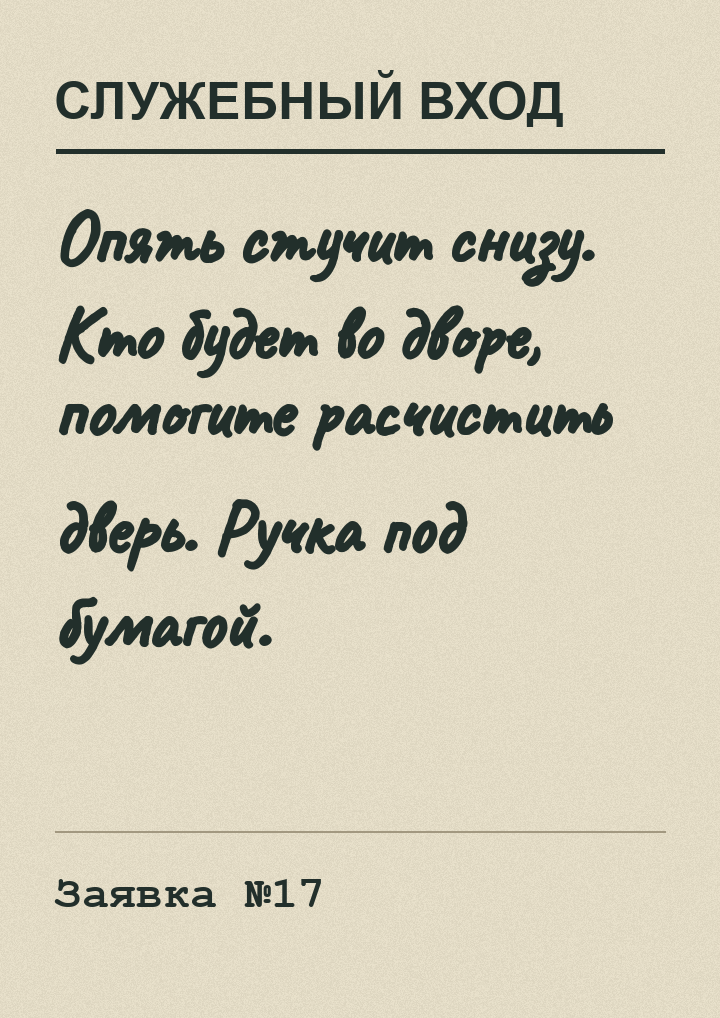 СЛУЖЕБНЫЙ ВХОД
Опять стучит снизу.
Кто будет во дворе,
помогите расчистить
дверь. Ручка под
бумагой.
Заявка №17